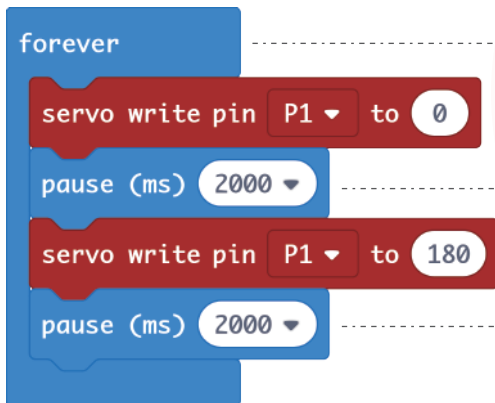 forever
servo write pin P1 to 0
pause (ms) 2000
servo write pin P1 to 180
pause (ms) 2000